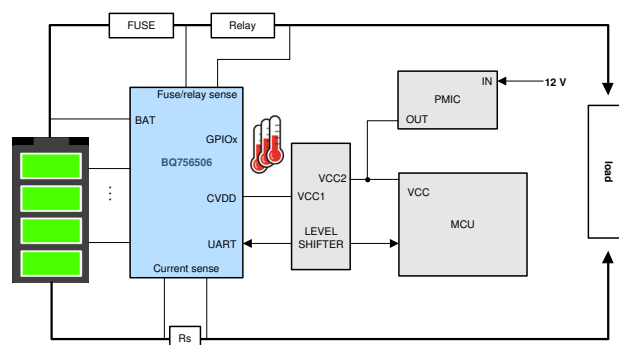 FUSE
Relay
Fuse/relay sense
IN
12 V
PMIC
OUT
BAT
GPIOx
BQ756506
VCC2
VCC
load
CVDD
VCC1
MCU
LEVEL
SHIFTER
UART
Current sense
Rs